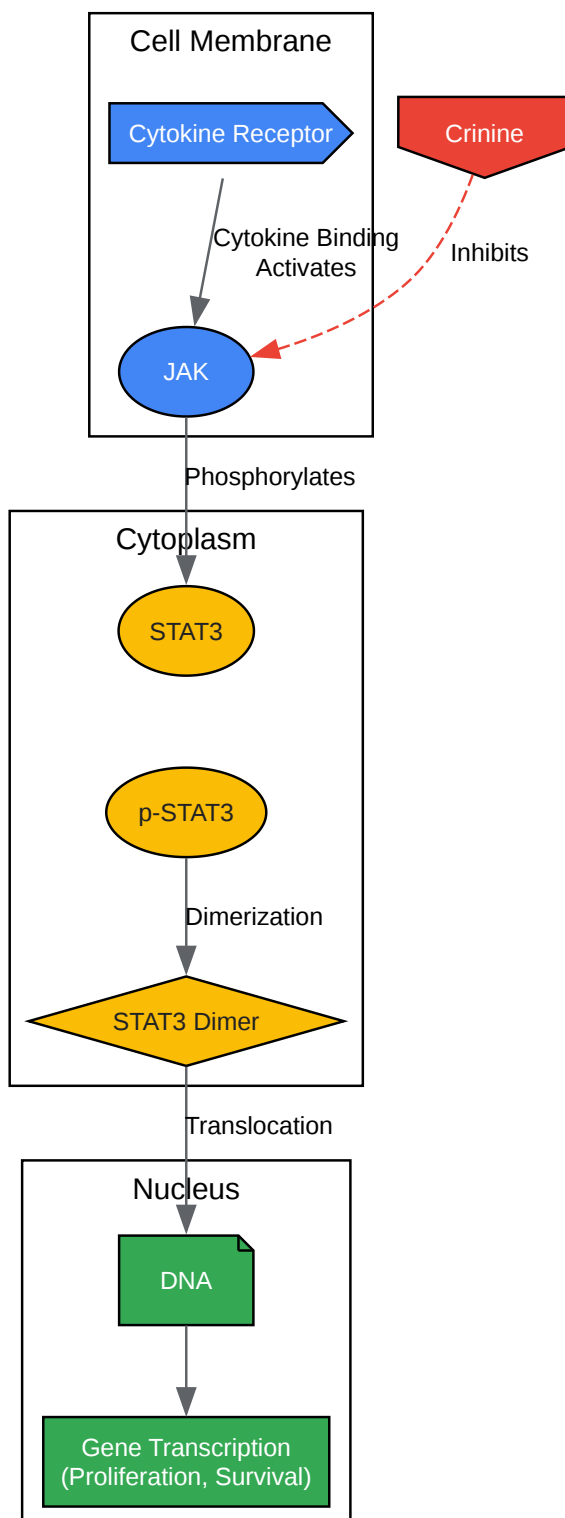 Cell Membrane
Cytokine Receptor
Crinine
Cytokine Binding
Activates
Inhibits
JAK
Phosphorylates
Cytoplasm
STAT3
p-STAT3
Dimerization
STAT3 Dimer
Translocation
Nucleus
DNA
Gene Transcription
(Proliferation, Survival)